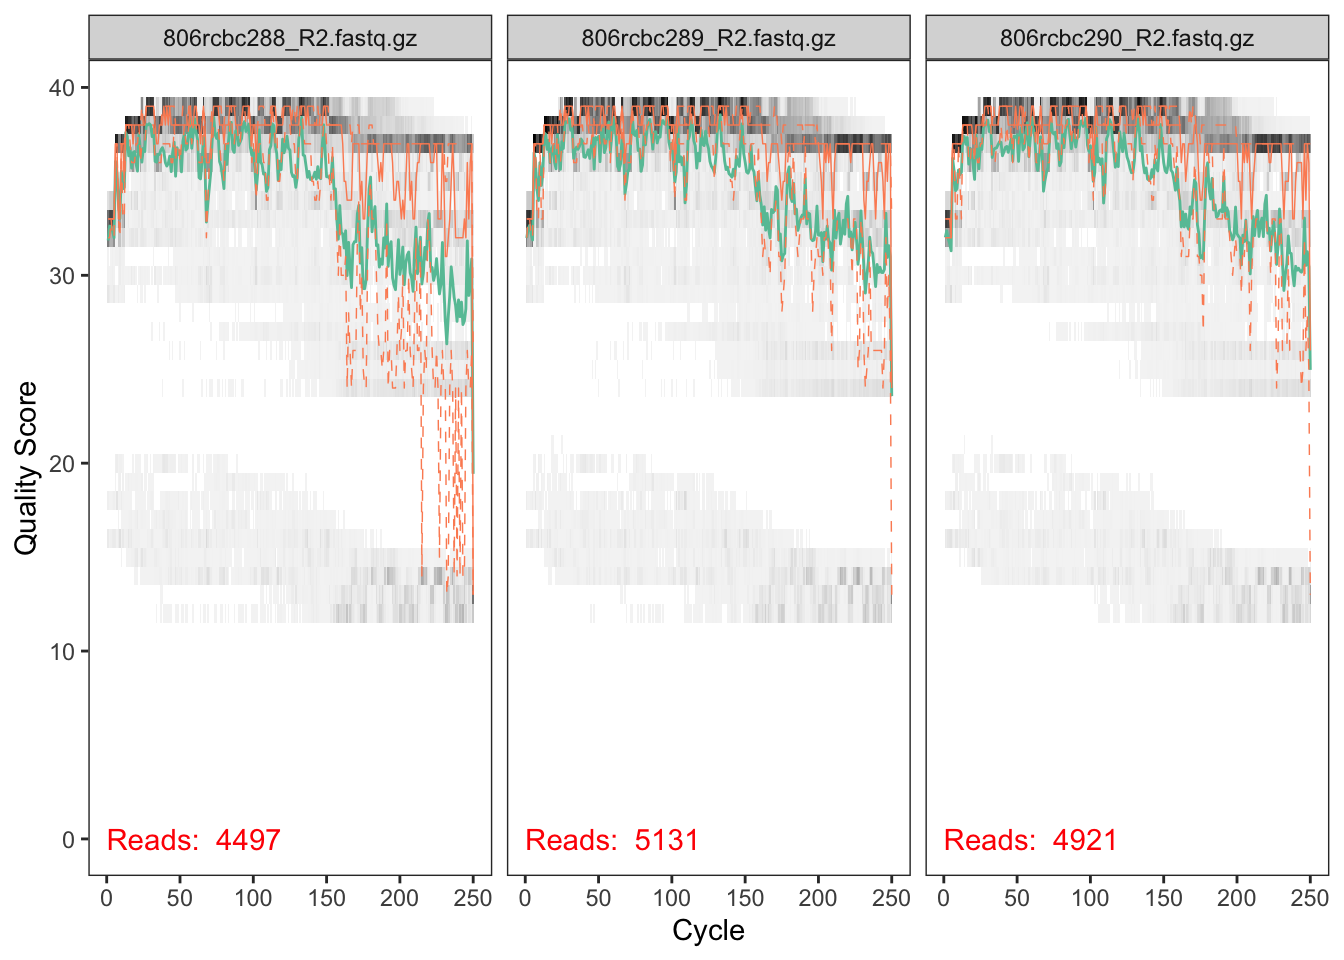 806rcbc288_R2.fastq.gz
806rcbc289_R2.fastq.gz
806rcbc290_R2.fastq.gz
Quality Score
40
30
20
10
0
Reads:  4497
Reads:  5131
Reads:  4921
0 50 100 150 200 250
0 50 100 150 200 250
0 50 100 150 200 250
Cycle